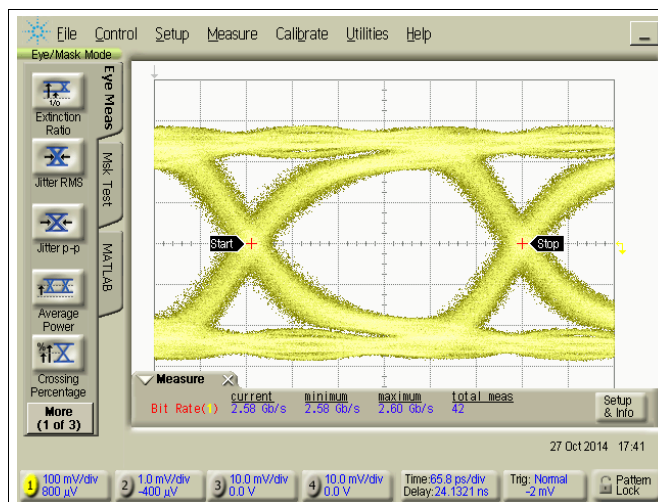 File Control Setup Measure Calibrate Utilities Help
Eye/Mask Mode
Eye Meas
Msk Test
MATLAB
1/0
Extinction
Ratio
Jitter RMS
Jitter p-p
Average
Power
Crossing
Percentage
More
(1 of 3)
Start
Stop
Measure
current minimum maximum total meas
Bit Rate(1) 2.58 Gb/s 2.58 Gb/s 2.60 Gb/s 42
Setup
& Info
27 Oct 2014 17:41
1 100 mV/div
800 µV
2 1.0 mV/div
-400 µV
3 10.0 mV/div
0.0 V
4 10.0 mV/div
0.0 V
Time:65.8 ps/div
Delay:24.1321 ns
Trig: Normal
-2 mV
Pattern
Lock